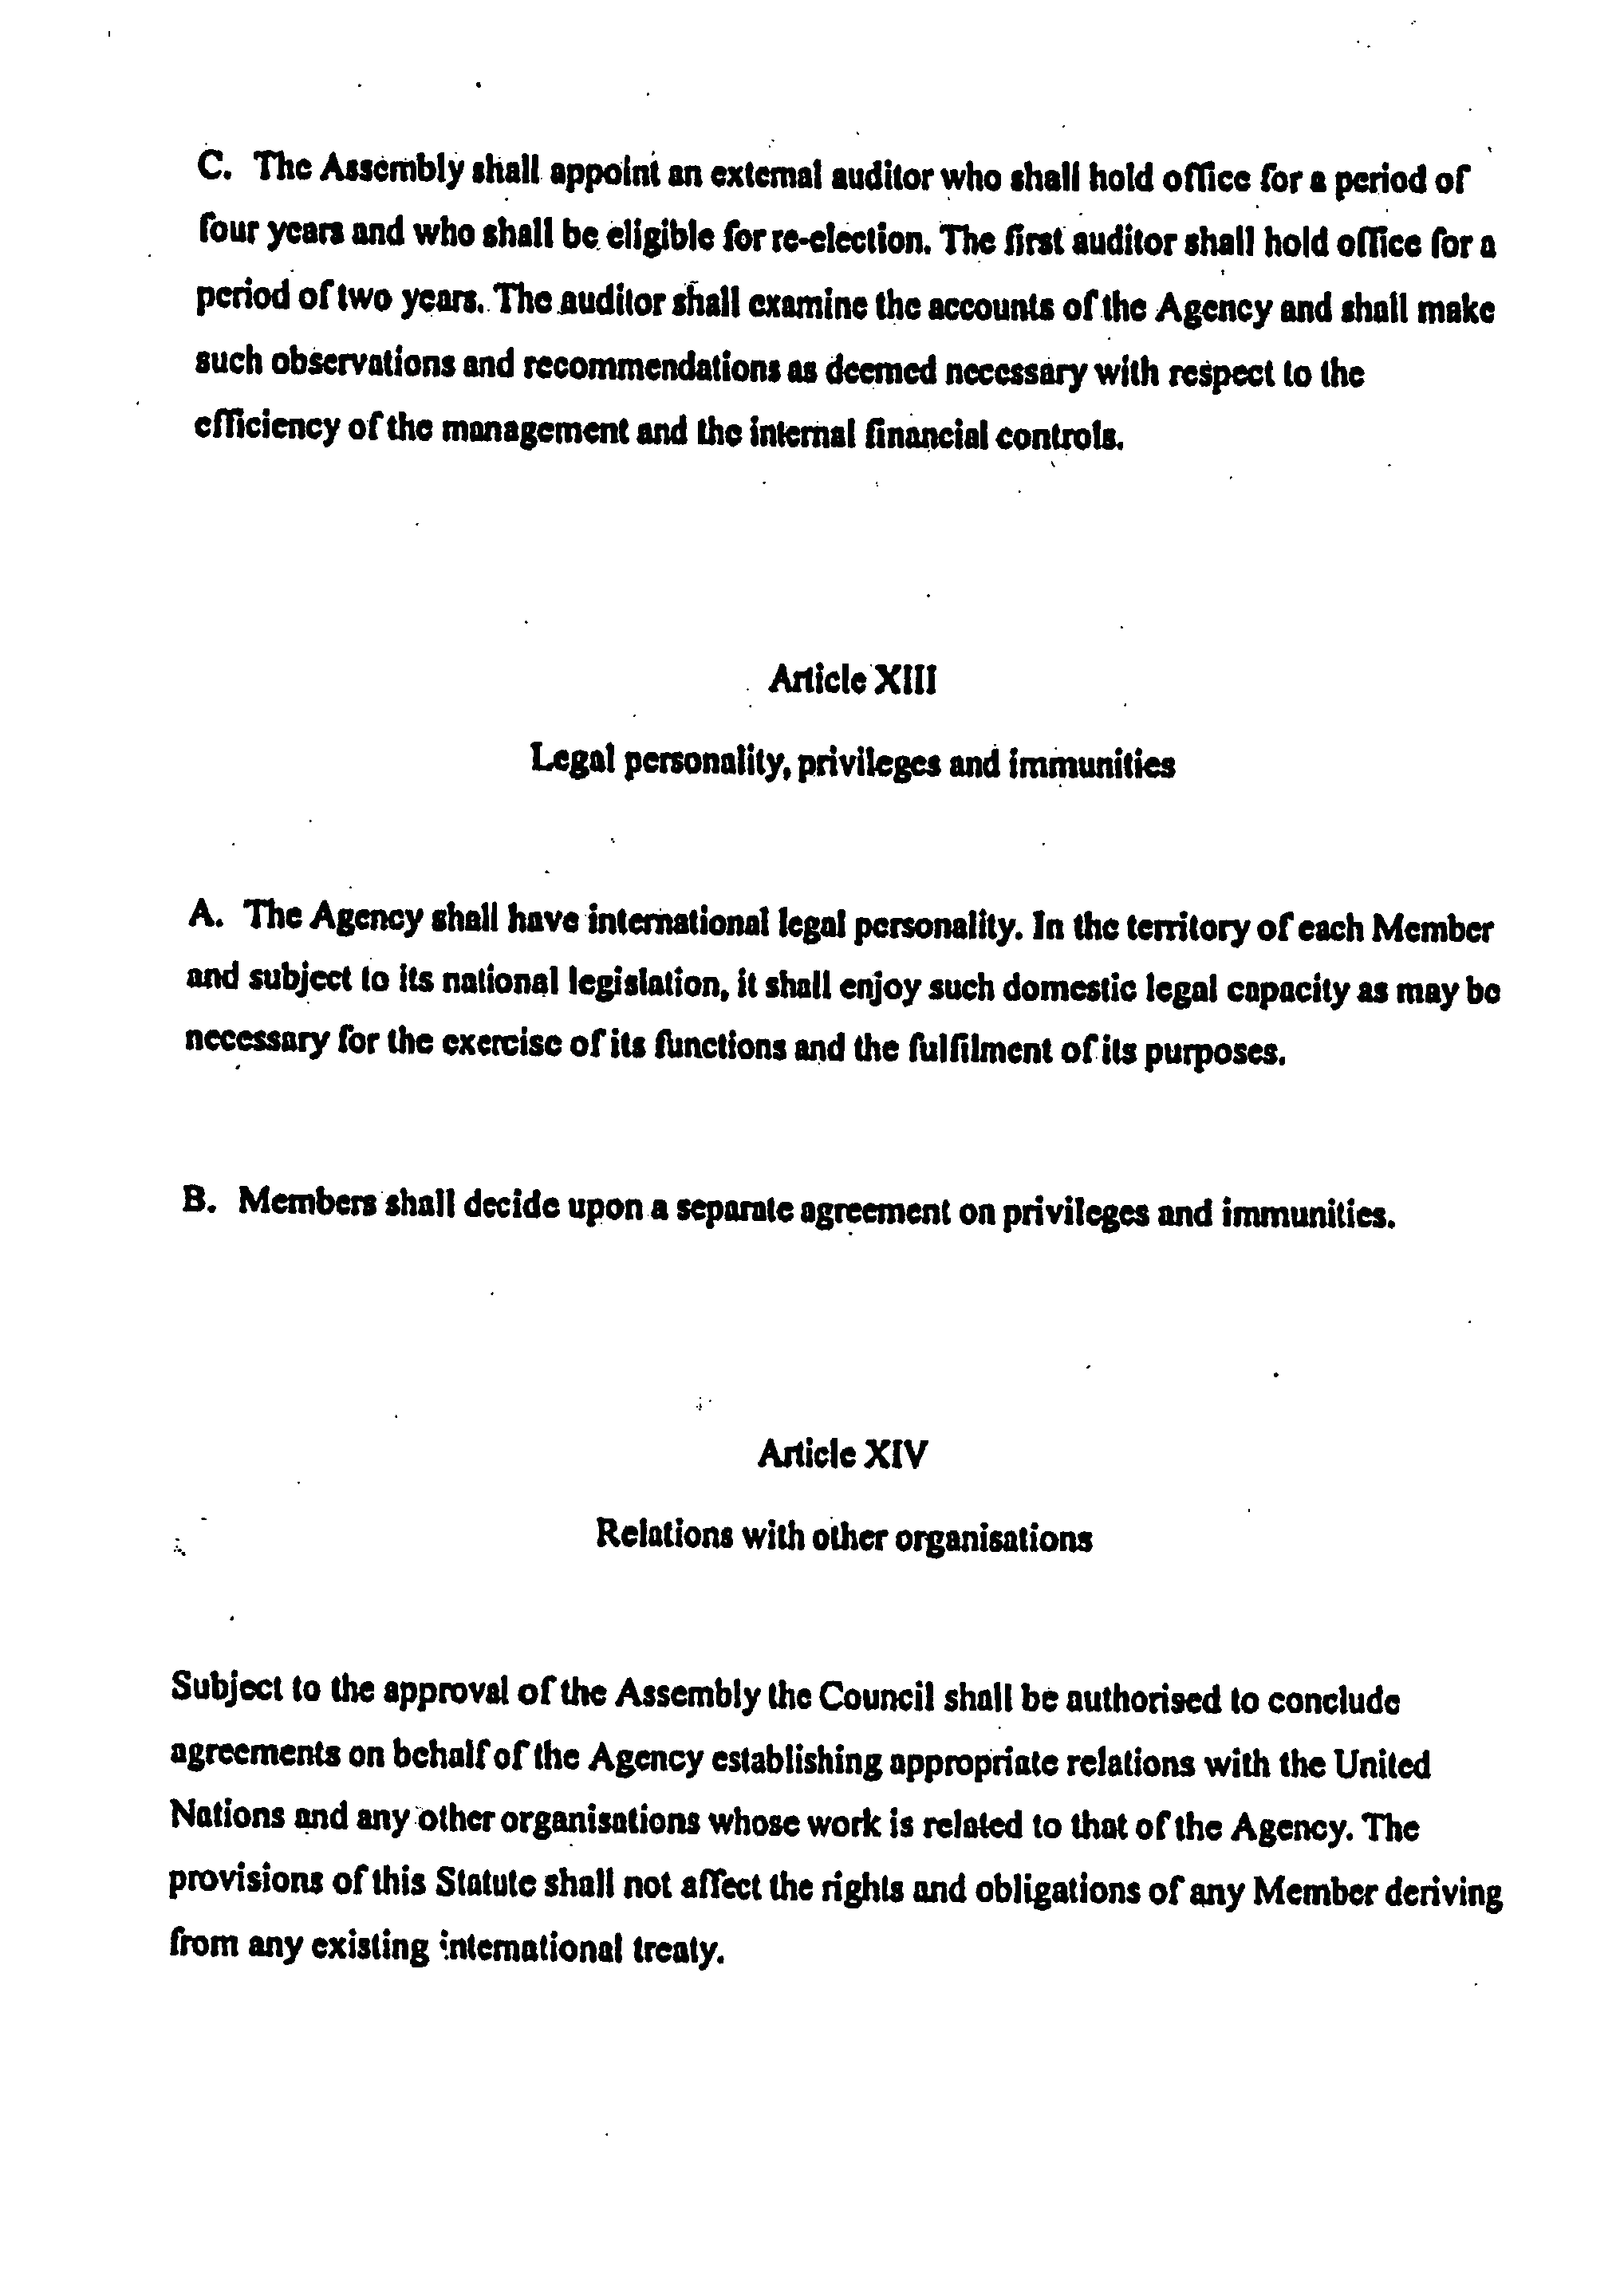 C. The Assembly shall appoint an external auditor who shall hold office for a period of
four years and who shall be eligible for re-election. The first auditor shall hold office for a
period of two years. The auditor shall examine the accounts of the Agency and shall make
such observations and recommendations as deemed necessary with respect to the
efficiency of the management and the internal financial controls.
Article XIII
Legal personality, privileges and immunities
A. The Agency shall have international legal personality. In the territory of each Member
and subject to its national legislation, it shall enjoy such domestic legal capacity as may be
necessary for the exercise of its functions and the fulfilment of its purposes.
B. Members shall decide upon a separate agreement on privileges and immunities.
Article XIV
Relations with other organisations
Subject to the approval of the Assembly the Council shall be authorised to conclude
agreements on behalf of the Agency establishing appropriate relations with the United
Nations and any other organisations whose work is related to that of the Agency. The
provisions of this Statute shall not affect the rights and obligations of any Member deriving
from any existing international treaty.